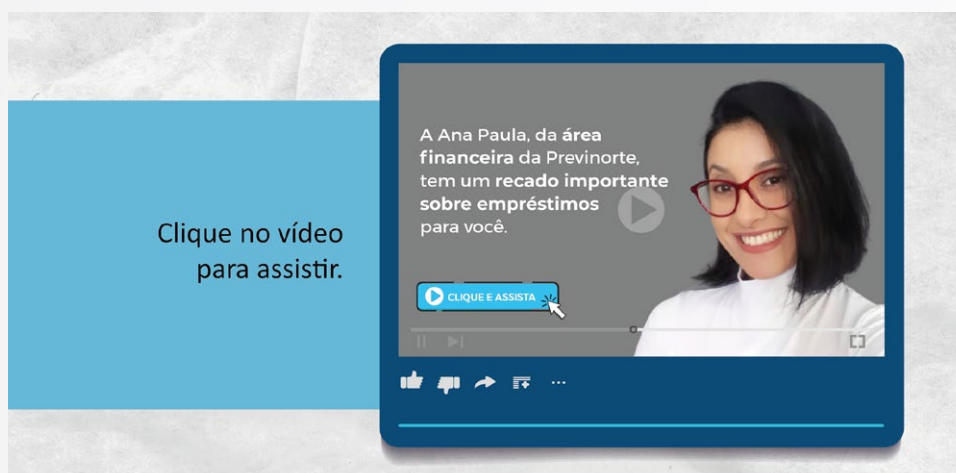 Clique no vídeo
para assistir.
A Ana Paula, da área
financeira da Previnorte,
tem um recado importante
sobre empréstimos
para você.
CLIQUE E ASSISTA